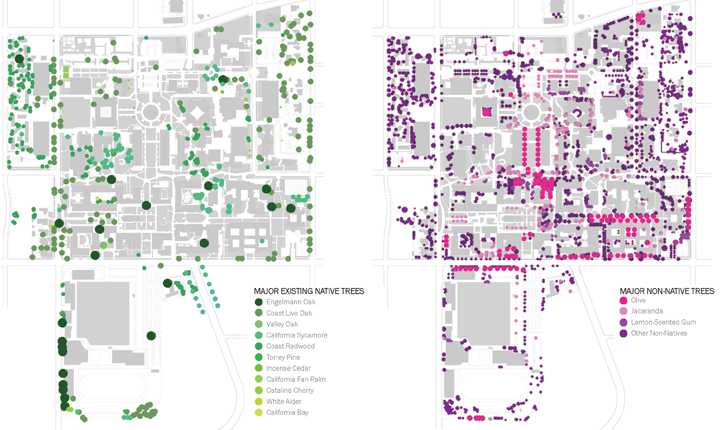 MAJOR EXISTING NATIVE TREES
Engelmann Oak
Coast Live Oak
Valley Oak
California Sycamore
Coast Redwood
Torrey Pine
Incense Cedar
California Fan Palm
Catalina Cherry
White Alder
California Bay
MAJOR NON-NATIVE TREES
Olive
Jacaranda
Lemon-Scented Gum
Other Non-Natives